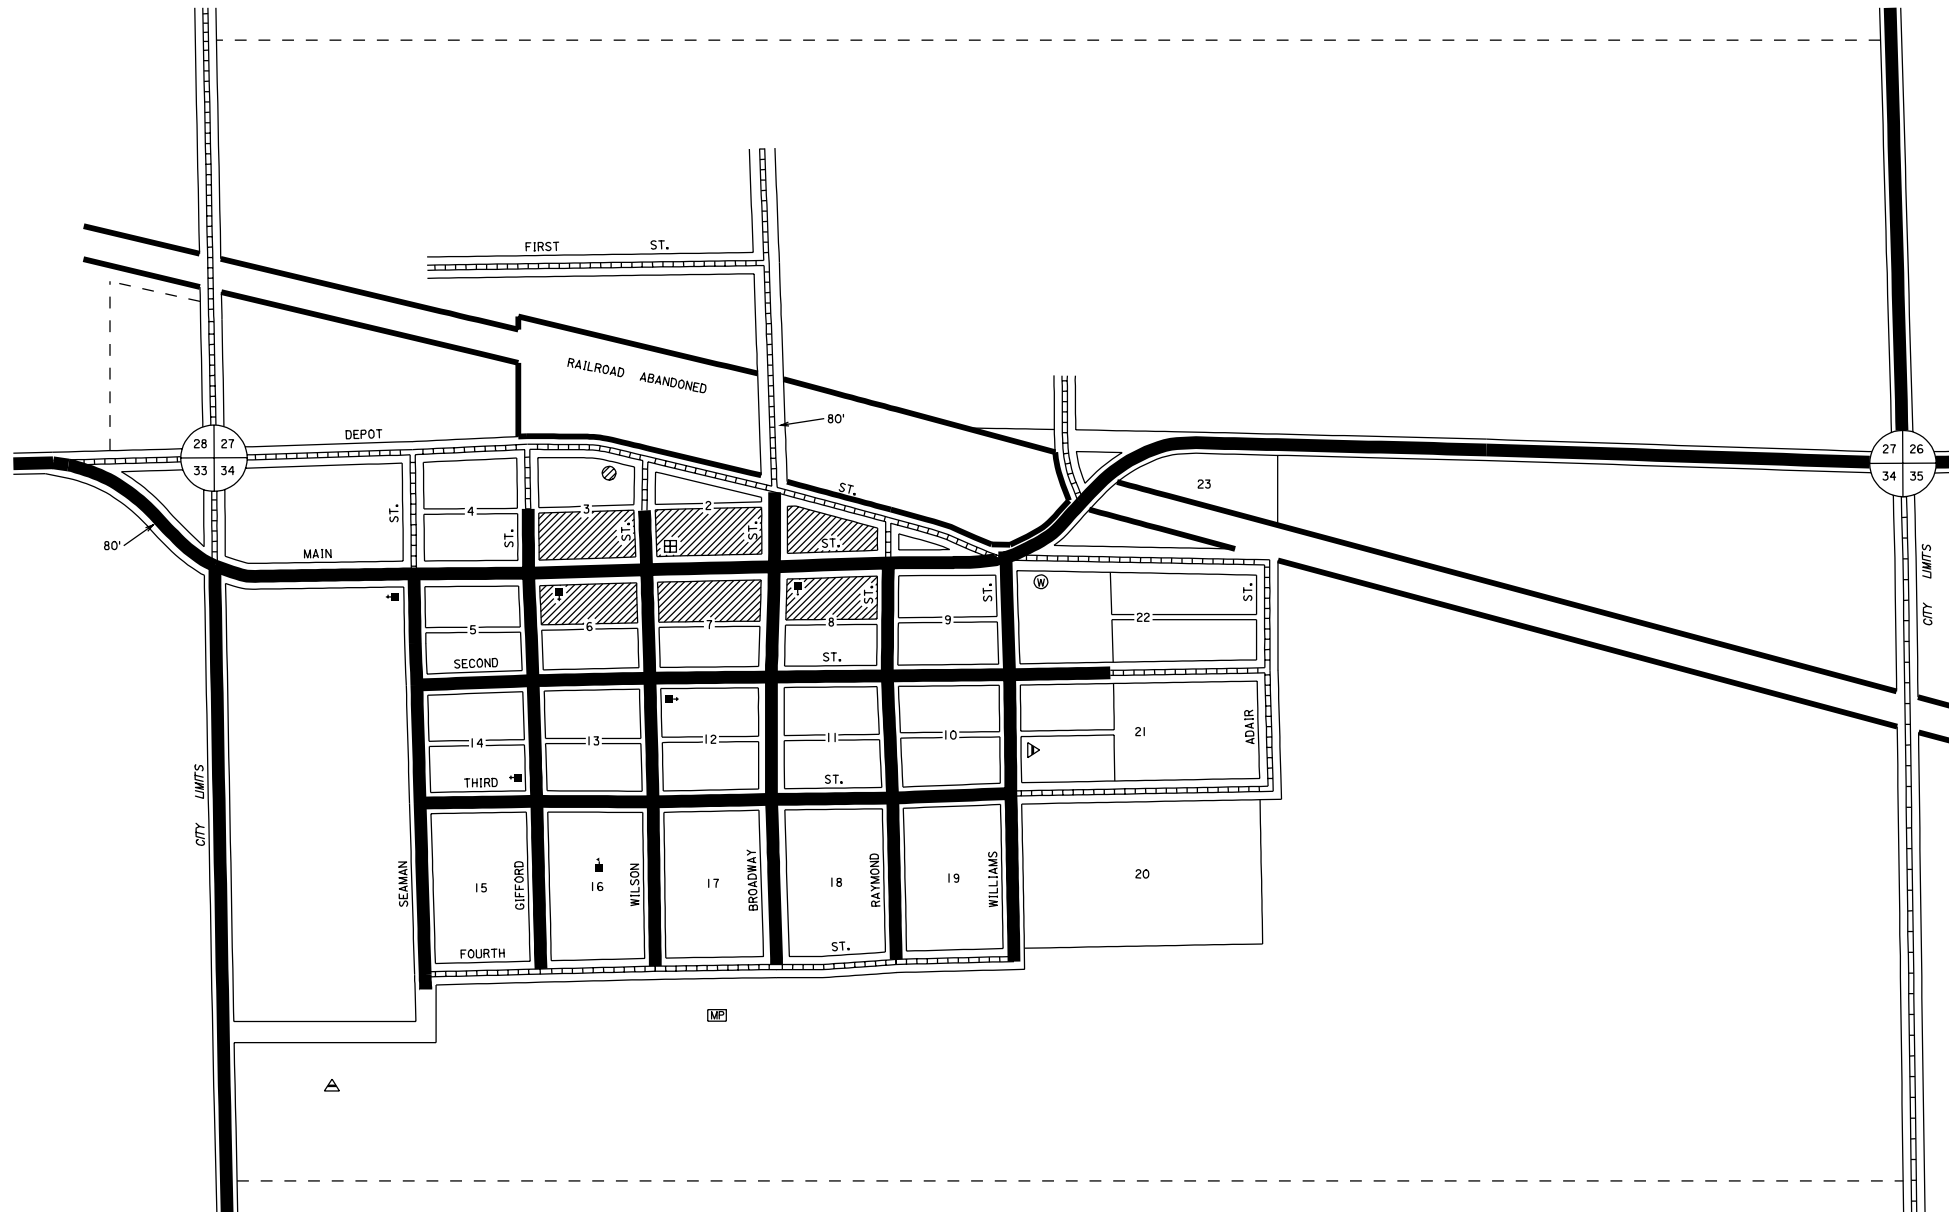 FIRST ST.
RAILROAD ABANDONED
80'
DEPOT ST.
28 27
33 34
27 26
34 35
80'
MAIN ST.
ST.
ST.
ST.
ST.
ST.
ST.
ST.
4
3
2
23
W
5
6
7
8
9
22
SECOND ST.
14
13
12
11
10
21
THIRD ST.
ADAIR
CITY LIMITS
CITY LIMITS
SEAMAN
GIFFORD
WILSON
BROADWAY
RAYMOND
WILLIAMS
15
16
17
18
19
20
1
FOURTH ST.
MP